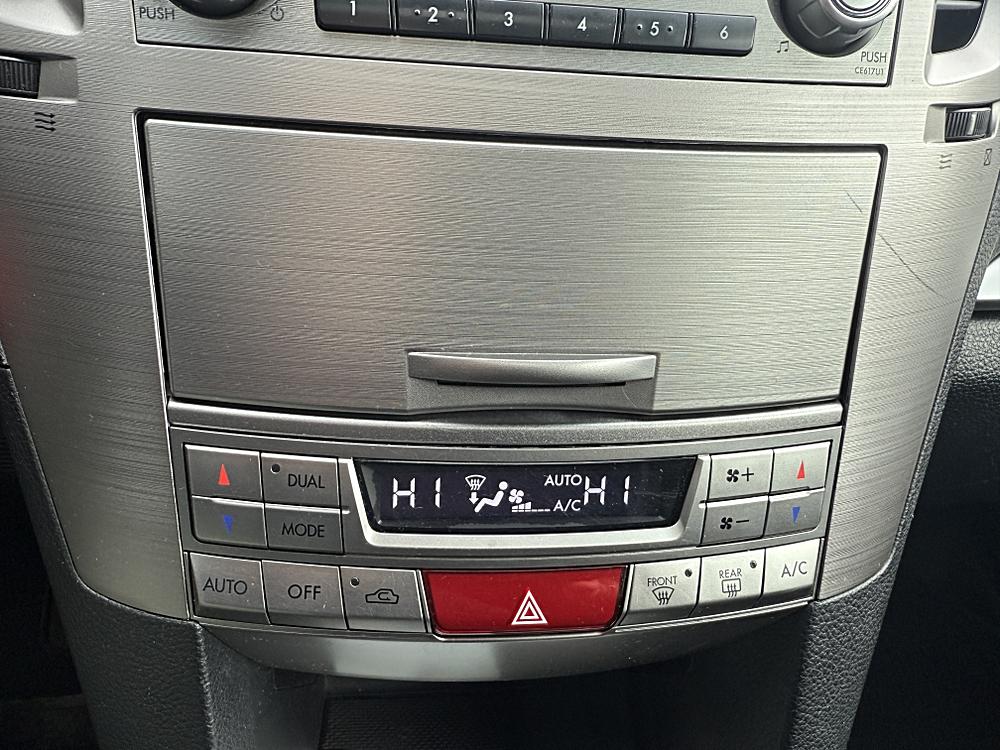 PUSH
1
2
3
4
5
6
PUSH
CE617U1
DUAL
HI
AUTO
HI
A/C
+
MODE
-
AUTO
OFF
FRONT
REAR
A/C